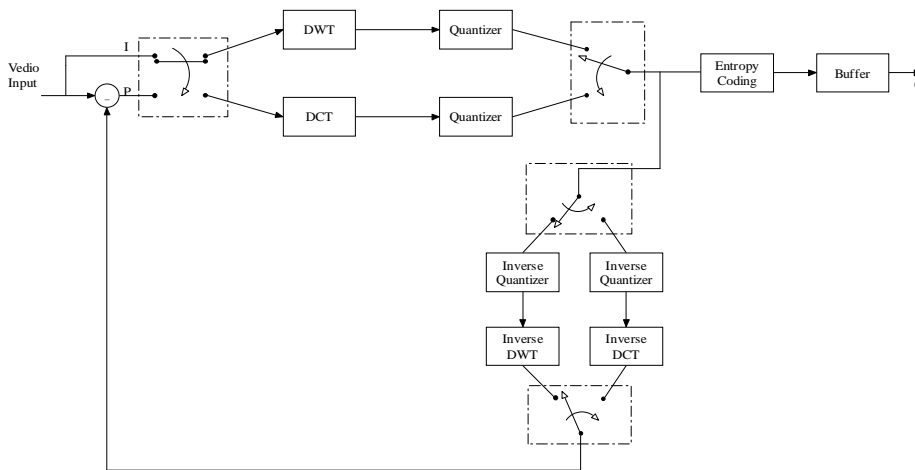 Vedio
Input
I
P
DWT
Quantizer
DCT
Quantizer
Entropy
Coding
Buffer
Inverse
Quantizer
Inverse
Quantizer
Inverse
DWT
Inverse
DCT